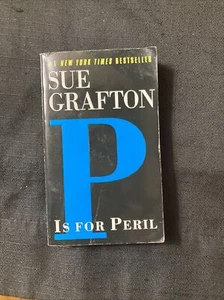 #1 NEW YORK TIMES BESTSELLER
SUE
GRAFTON
P
IS FOR PERIL